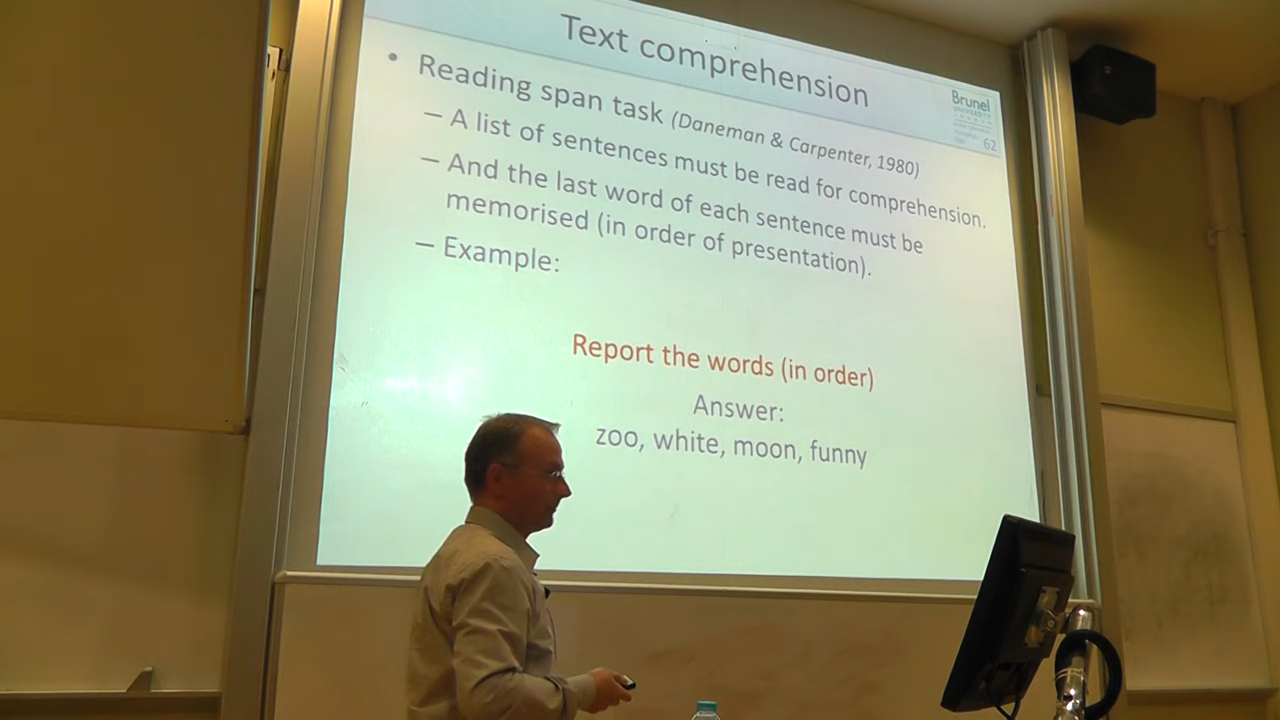 Text comprehension
Brunel
UNIVERSITY
62
• Reading span task (Daneman & Carpenter, 1980)
– A list of sentences must be read for comprehension.
– And the last word of each sentence must be
memorised (in order of presentation).
– Example:
Report the words (in order)
Answer:
zoo, white, moon, funny